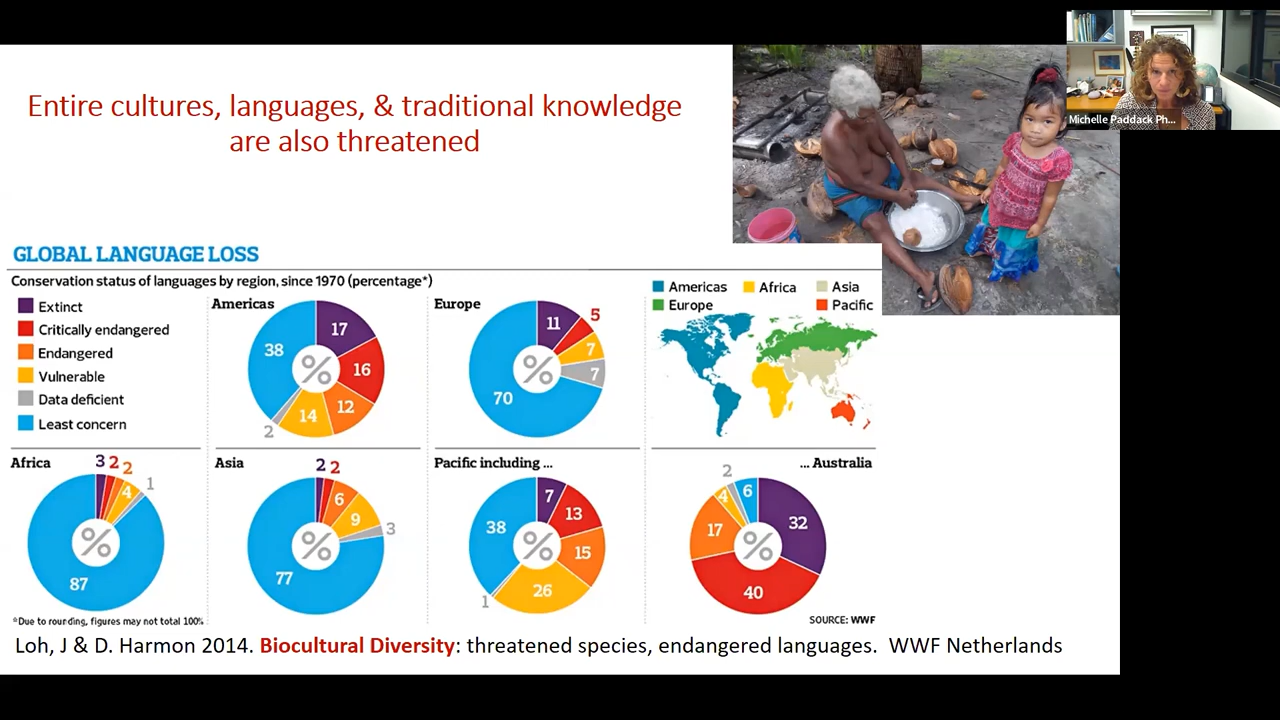 Entire cultures, languages, & traditional knowledge
are also threatened
Michelle Paddack Ph...
GLOBAL LANGUAGE LOSS
Conservation status of languages by region, since 1970 (percentage*)
Extinct
Critically endangered
Endangered
Vulnerable
Data deficient
Least concern
Americas
17
16
12
14
2
38
%
Europe
11
5
7
7
70
%
Americas Africa Asia
Europe Pacific
Africa
3 2 2
4
1
87
%
Asia
2 2
6
9
3
77
%
Pacific including ...
7
13
15
26
1
38
%
... Australia
2
4
6
32
17
40
%
*Due to rounding, figures may not total 100%
SOURCE: WWF
Loh, J & D. Harmon 2014. Biocultural Diversity: threatened species, endangered languages. WWF Netherlands